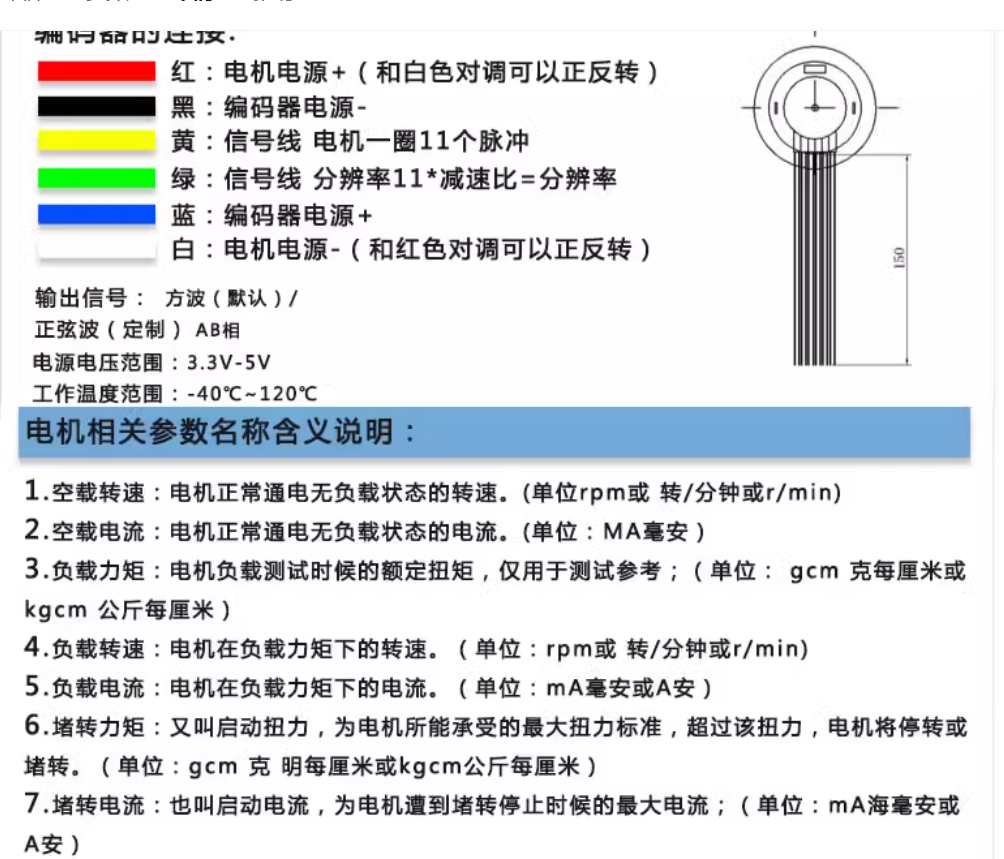 编码器的连接:
红：电机电源+（和白色对调可以正反转）
黑：编码器电源-
黄：信号线 电机一圈11个脉冲
绿：信号线 分辨率11*减速比=分辨率
蓝：编码器电源+
白：电机电源-（和红色对调可以正反转）
150
输出信号： 方波（默认）/
正弦波（定制） AB相
电源电压范围：3.3V-5V
工作温度范围：-40℃~120℃
电机相关参数名称含义说明：
1.空载转速：电机正常通电无负载状态的转速。(单位rpm或 转/分钟或r/min)
2.空载电流：电机正常通电无负载状态的电流。(单位：MA毫安）
3.负载力矩：电机负载测试时候的额定扭矩，仅用于测试参考；（单位： gcm 克每厘米或
kgcm 公斤每厘米）
4.负载转速：电机在负载力矩下的转速。（单位：rpm或 转/分钟或r/min)
5.负载电流：电机在负载力矩下的电流。（单位：mA毫安或A安）
6.堵转力矩：又叫启动扭力，为电机所能承受的最大扭力标准，超过该扭力，电机将停转或
堵转。（单位：gcm 克 明每厘米或kgcm公斤每厘米）
7.堵转电流：也叫启动电流，为电机遭到堵转停止时候的最大电流；（单位：mA海毫安或
A安）